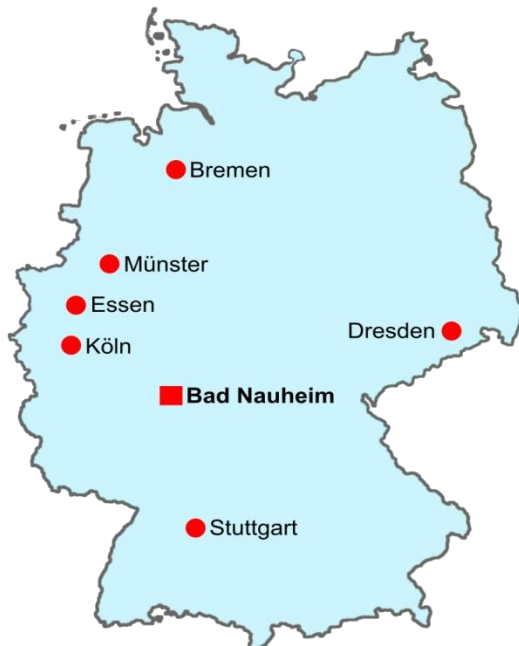 Bremen
Münster
Essen
Dresden
Köln
Bad Nauheim
Stuttgart